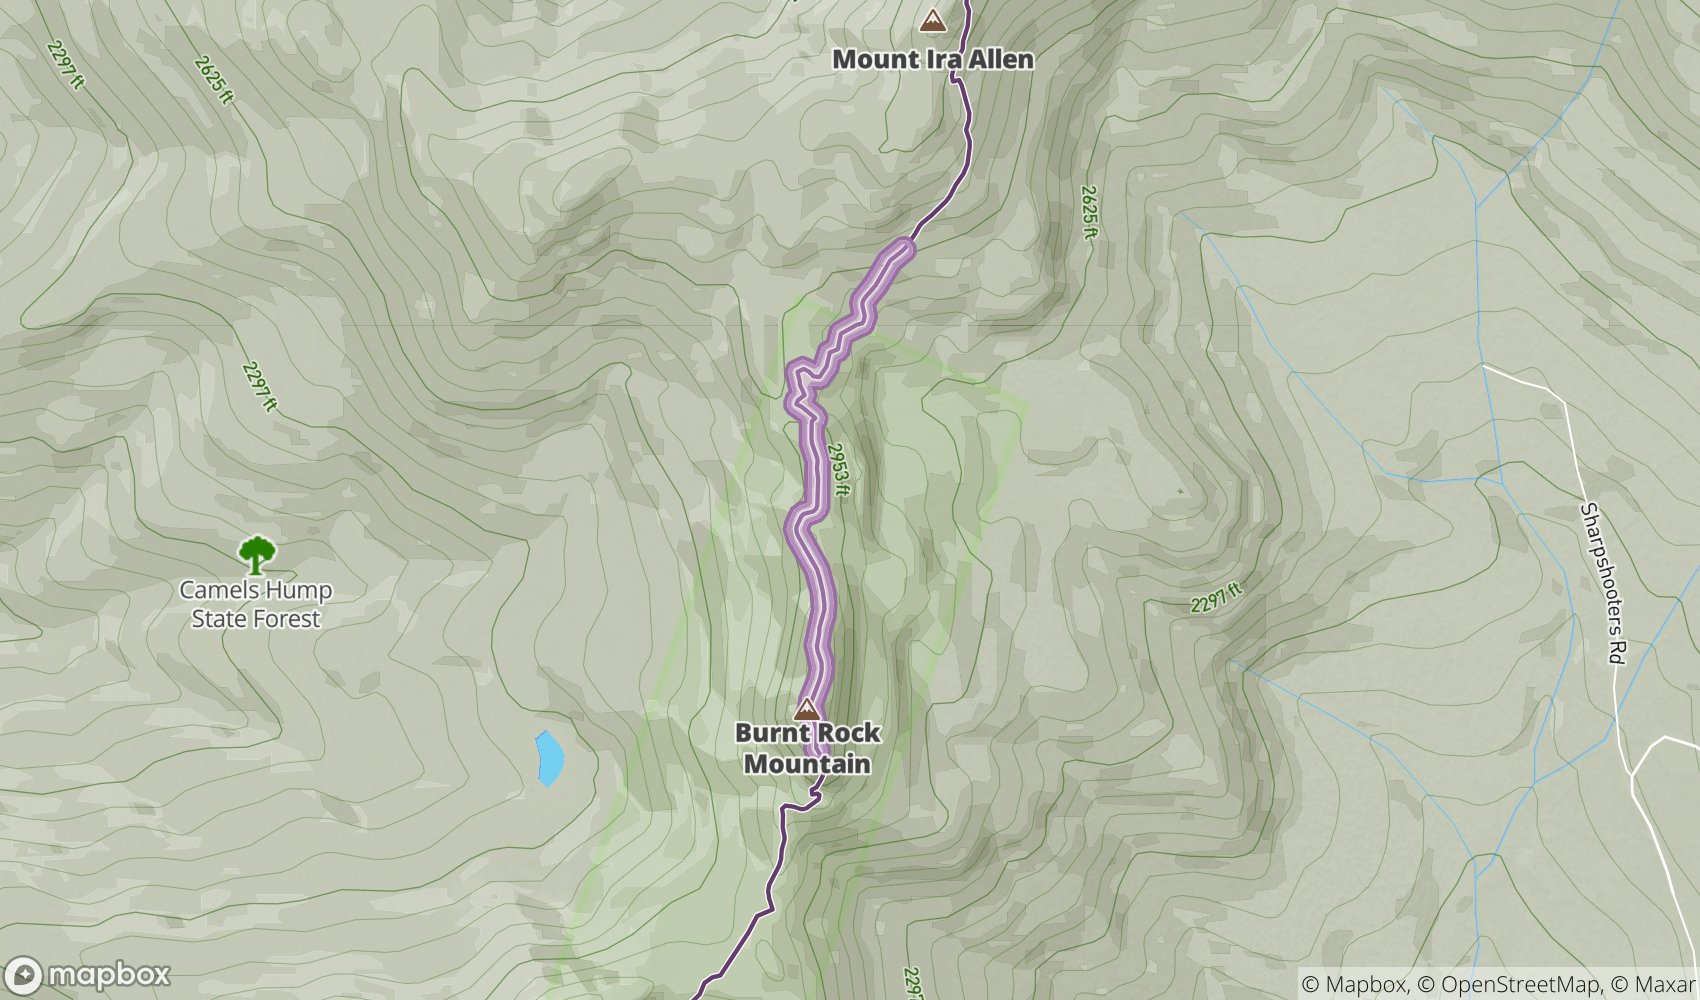 Mount Ira Allen
2297 ft
2625 ft
2625 ft
2297 ft
2953 ft
Sharpshooters Rd
Camels Hump
State Forest
2297 ft
Burnt Rock
Mountain
mapbox
© Mapbox, © OpenStreetMap, © Maxar